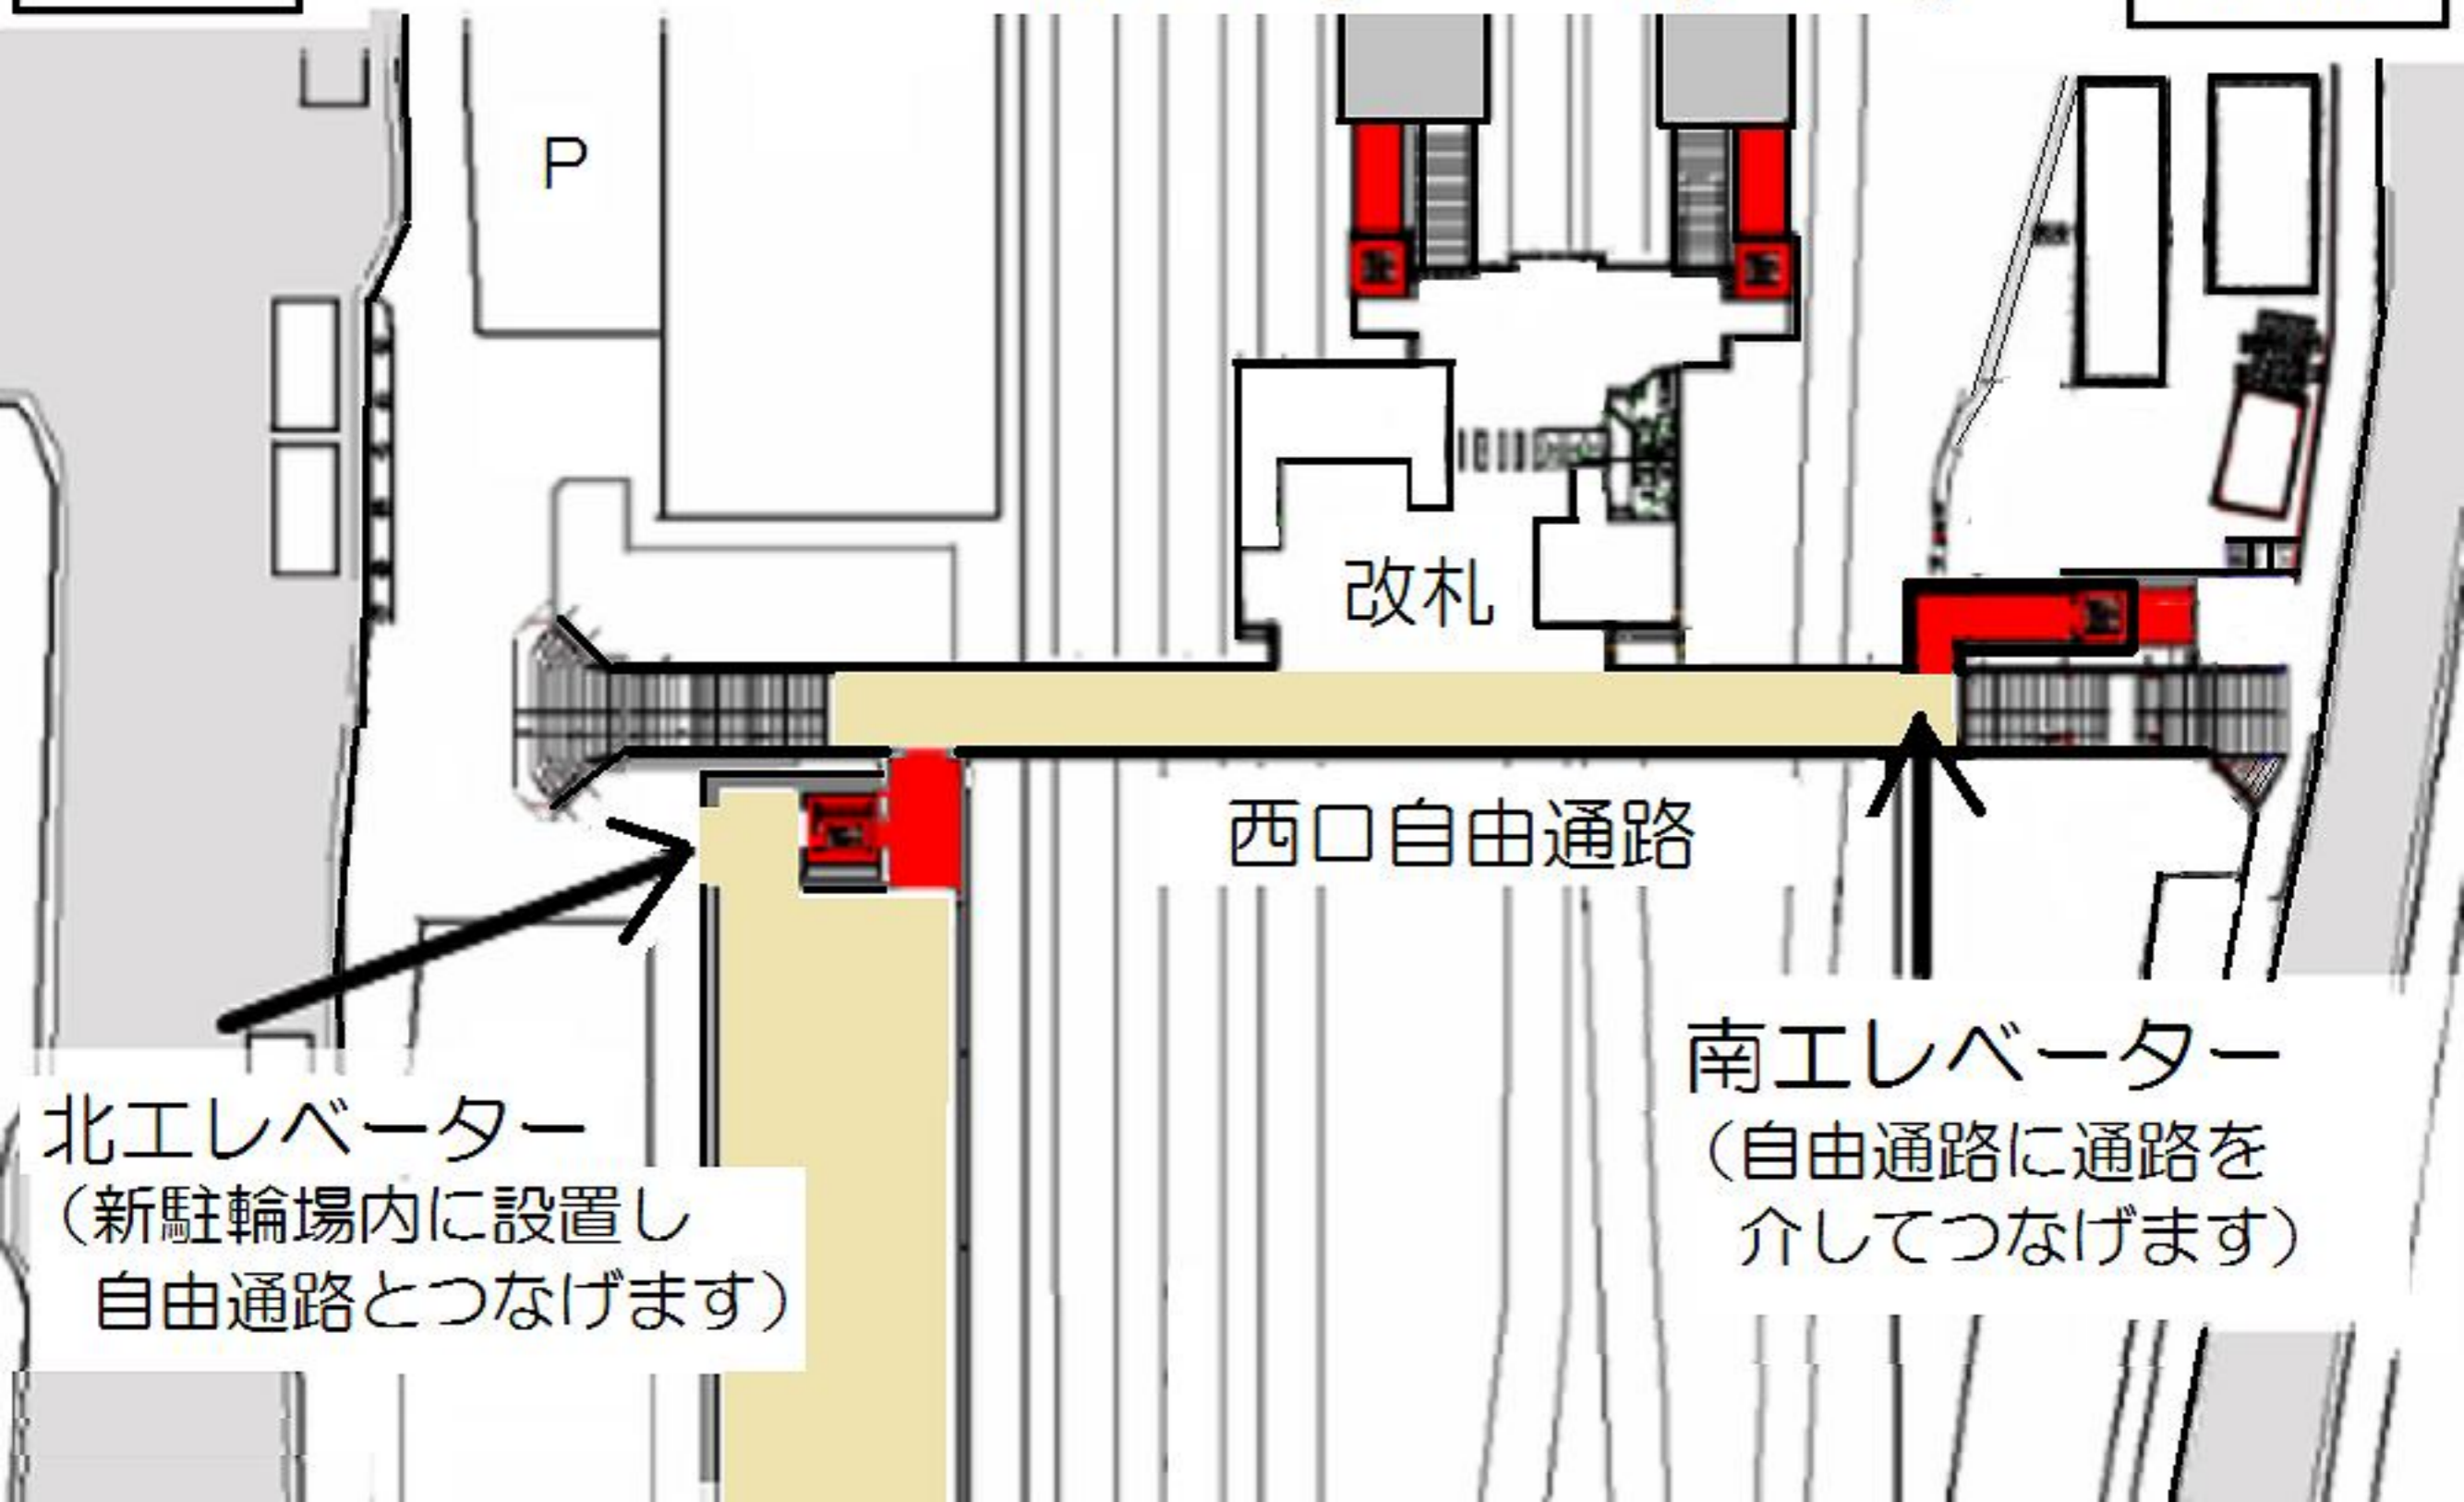 P
改札
西口自由通路
北エレベーター
（新駐輪場内に設置し
自由通路とつなげます）
南エレベーター
（自由通路に通路を
介してつなげます）